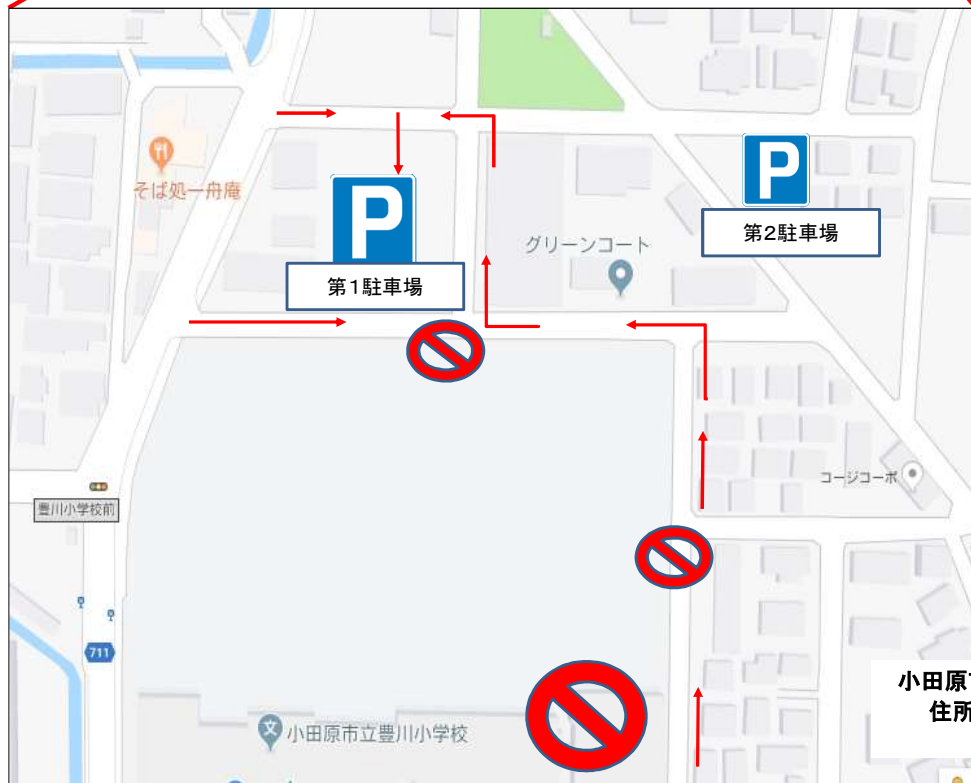 そば処一舟庵
P
P
第2駐車場
グリーンコート
第1駐車場
コージコーポ
豊川小学校前
711
小田原市
住所
文
小田原市立豊川小学校